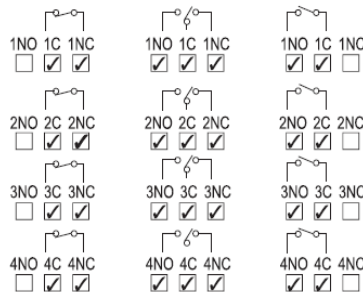 1NO 1C 1NC 1NO 1C 1NC 1NO 1C 1NC
2NO 2C 2NC 2NO 2C 2NC 2NO 2C 2NC
3NO 3C 3NC 3NO 3C 3NC 3NO 3C 3NC
4NO 4C 4NC 4NO 4C 4NC 4NO 4C 4NC